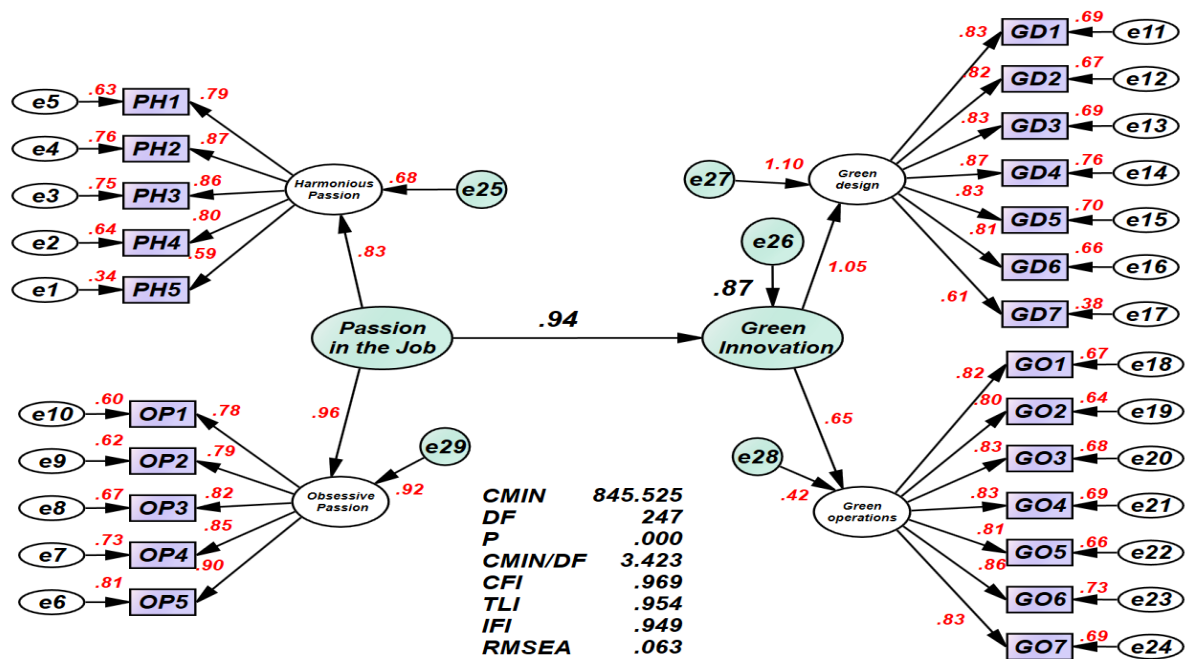 e5 .63 PH1 .79
e4 .76 PH2 .87
e3 .75 PH3 .86
e2 .64 PH4 .80
e1 .34 PH5 .59
Harmonious
Passion
.68 e25
.83
Passion
in the Job
.94
.96
e10 .60 OP1 .78
e9 .62 OP2 .79
e8 .67 OP3 .82
e7 .73 OP4 .85
e6 .81 OP5 .90
Obsessive
Passion
.92 e29
CMIN 845.525
DF 247
P .000
CMIN/DF 3.423
CFI .969
TLI .954
IFI .949
RMSEA .063
e27 1.10
Green
design
e26
.87
1.05
Green
Innovation
.65
e28 .42
Green
operations
.83 GD1 .69 e11
.82 GD2 .67 e12
.83 GD3 .69 e13
.87 GD4 .76 e14
.83 GD5 .70 e15
.81 GD6 .66 e16
.61 GD7 .38 e17
.82 GO1 .67 e18
.80 GO2 .64 e19
.83 GO3 .68 e20
.83 GO4 .69 e21
.81 GO5 .66 e22
.86 GO6 .73 e23
.83 GO7 .69 e24